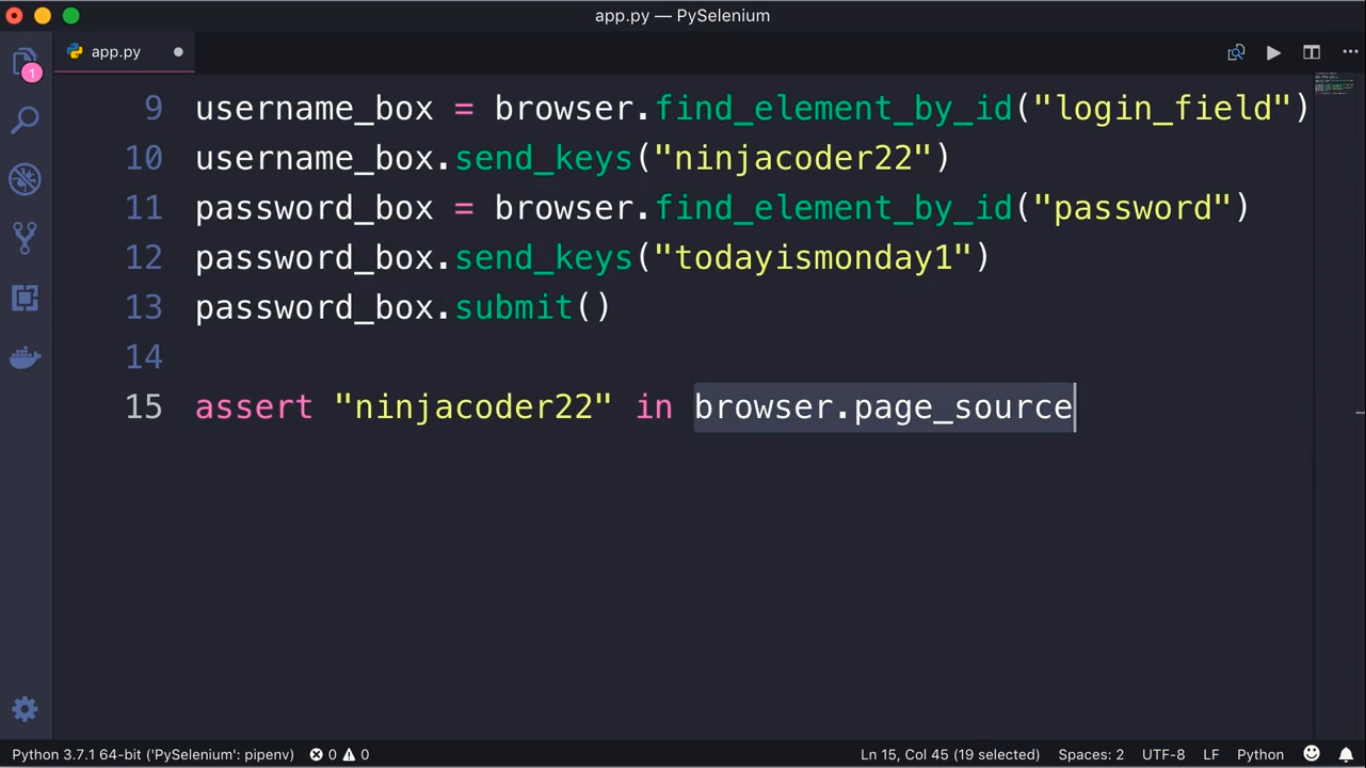 app.py — PySelenium
app.py
1
9 username_box = browser.find_element_by_id("login_field")
10 username_box.send_keys("ninjacoder22")
11 password_box = browser.find_element_by_id("password")
12 password_box.send_keys("todayismonday1")
13 password_box.submit()
14
15 assert "ninjacoder22" in browser.page_source
Python 3.7.1 64-bit ('PySelenium': pipenv) 0 0 Ln 15, Col 45 (19 selected) Spaces: 2 UTF-8 LF Python